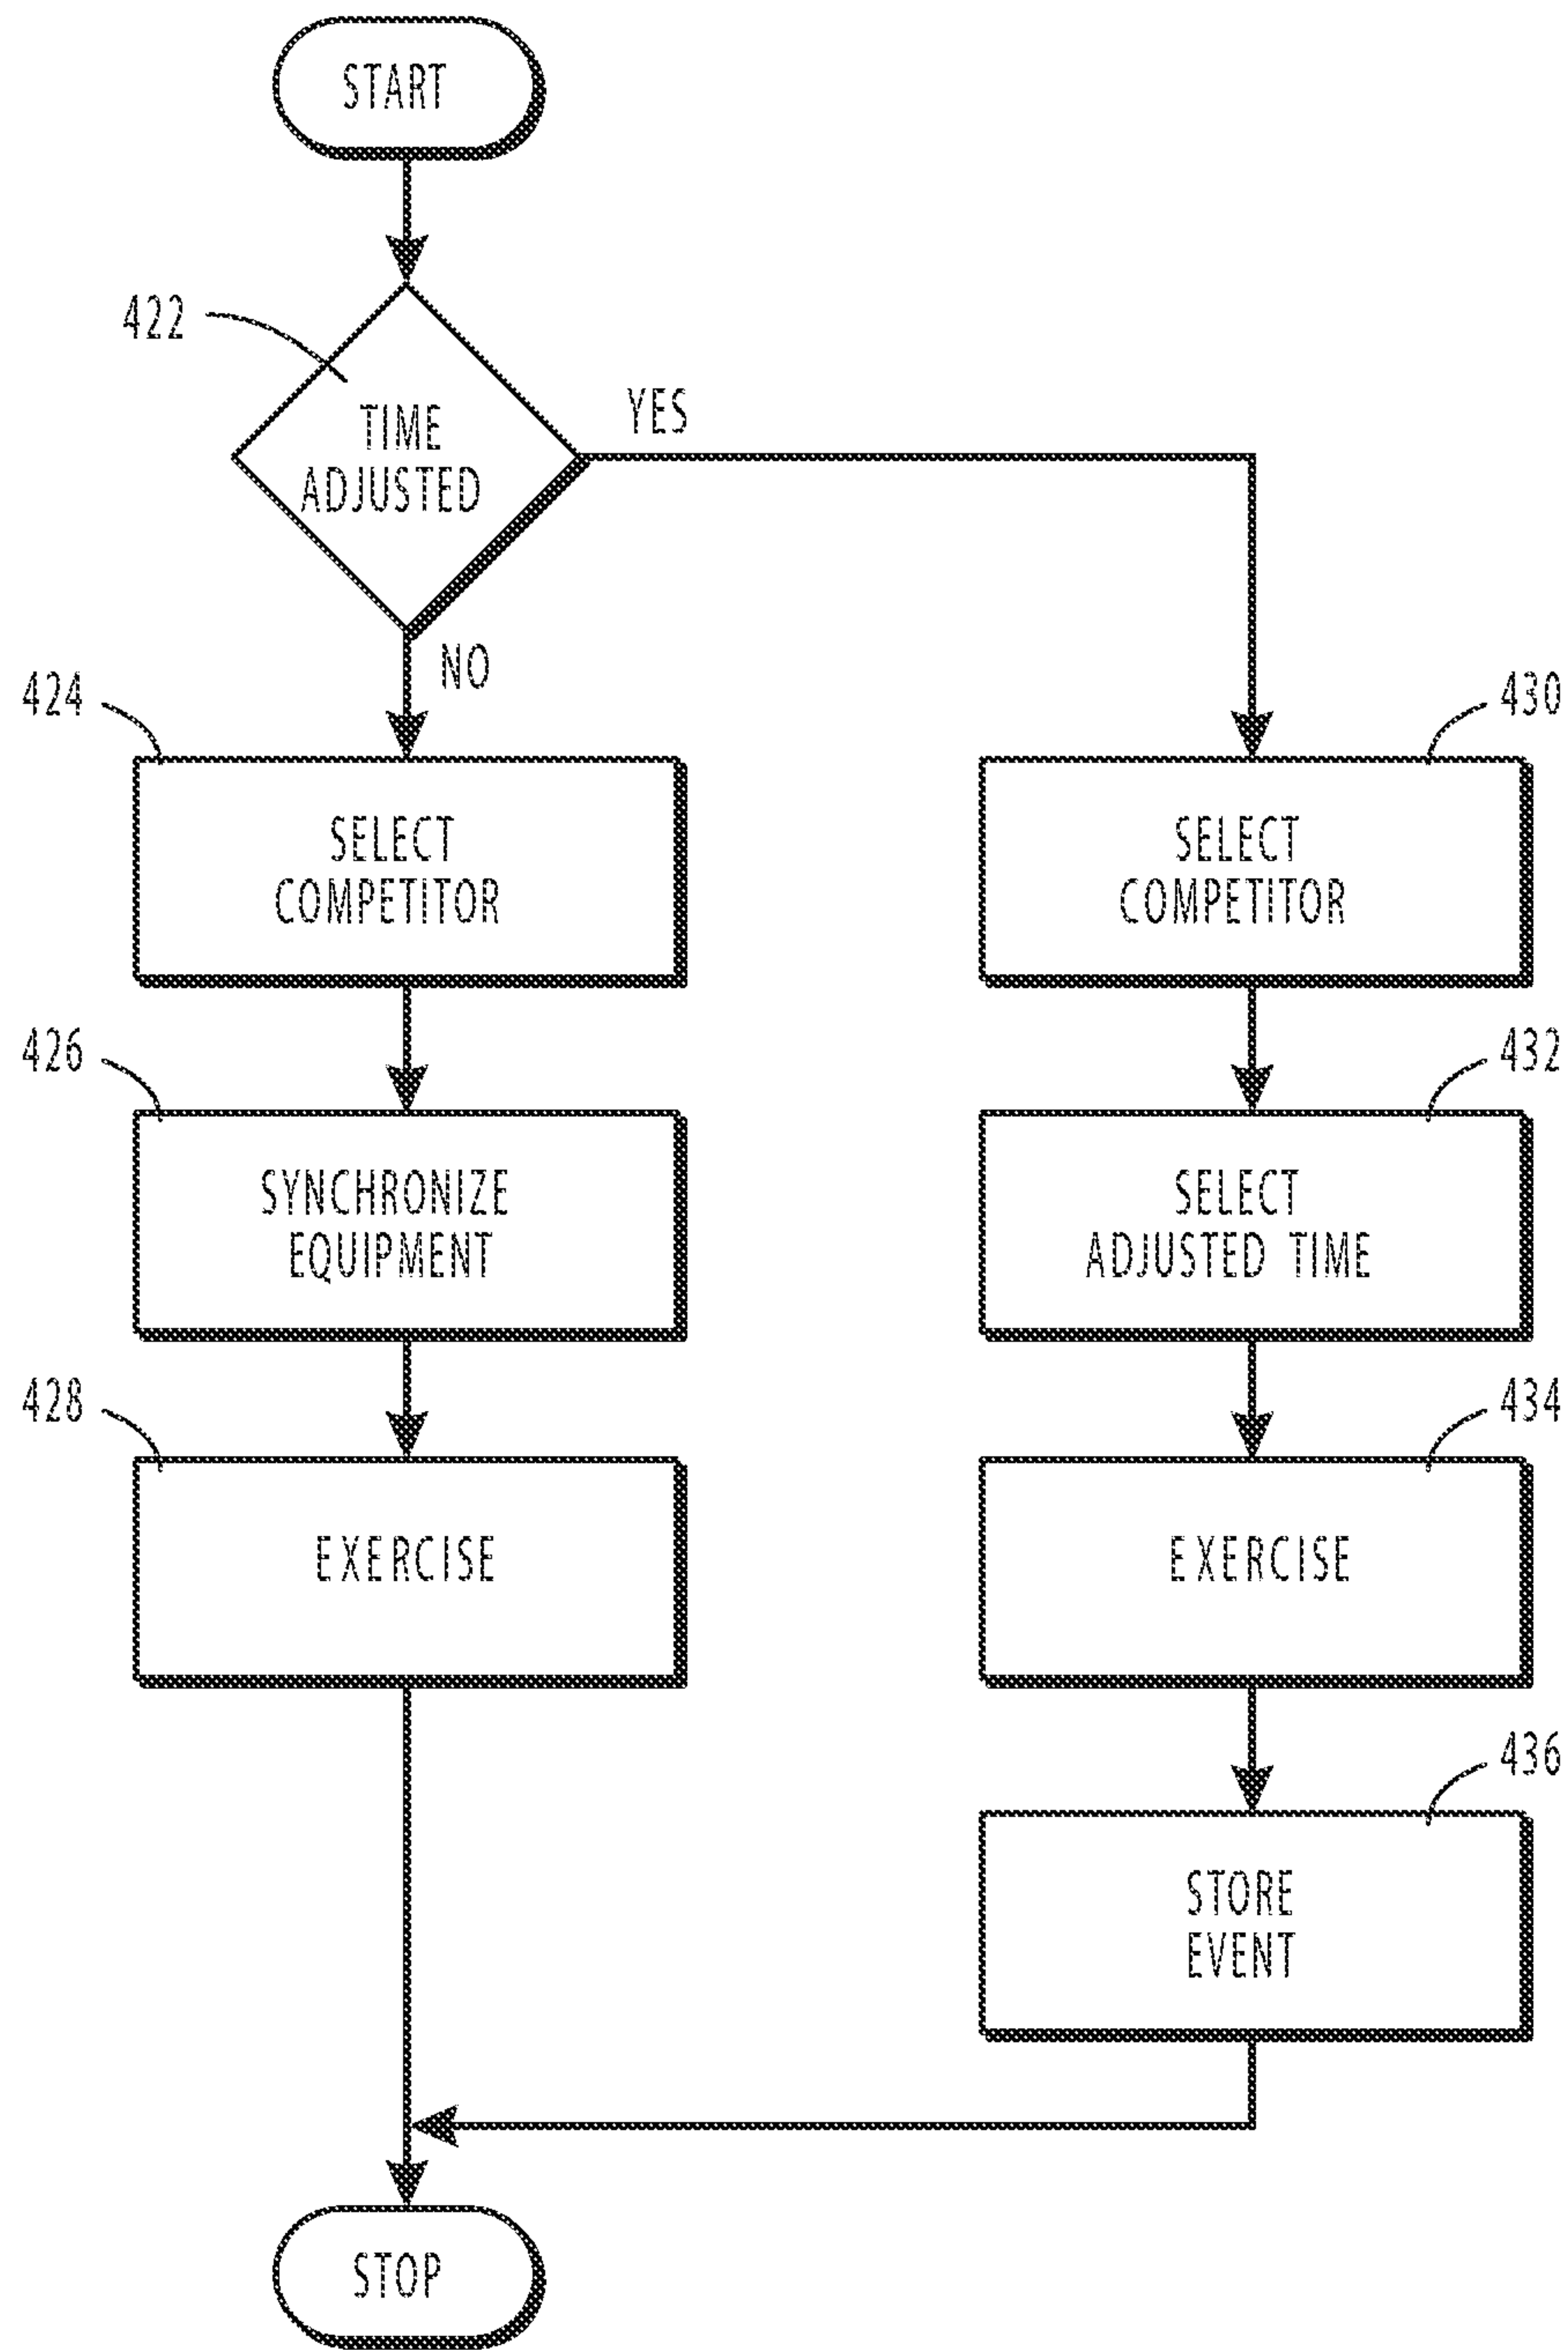 START
422
TIME
ADJUSTED
YES
NO
424
SELECT
COMPETITOR
430
SELECT
COMPETITOR
426
SYNCHRONIZE
EQUIPMENT
432
SELECT
ADJUSTED TIME
428
EXERCISE
434
EXERCISE
436
STORE
EVENT
STOP